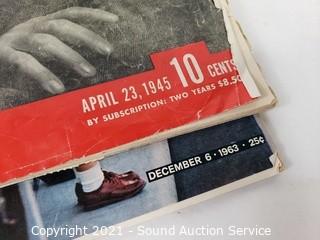 APRIL 23, 1945 10 CENTS
BY SUBSCRIPTION: TWO YEARS $8.50
DECEMBER 6 · 1963 · 25¢
Copyright 2021 - Sound Auction Service